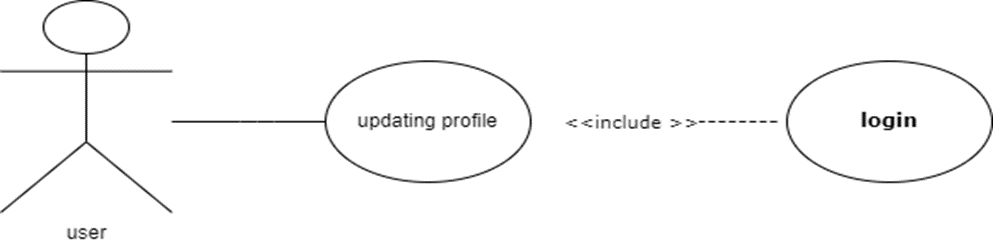 updating profile
<<include >>
login
user